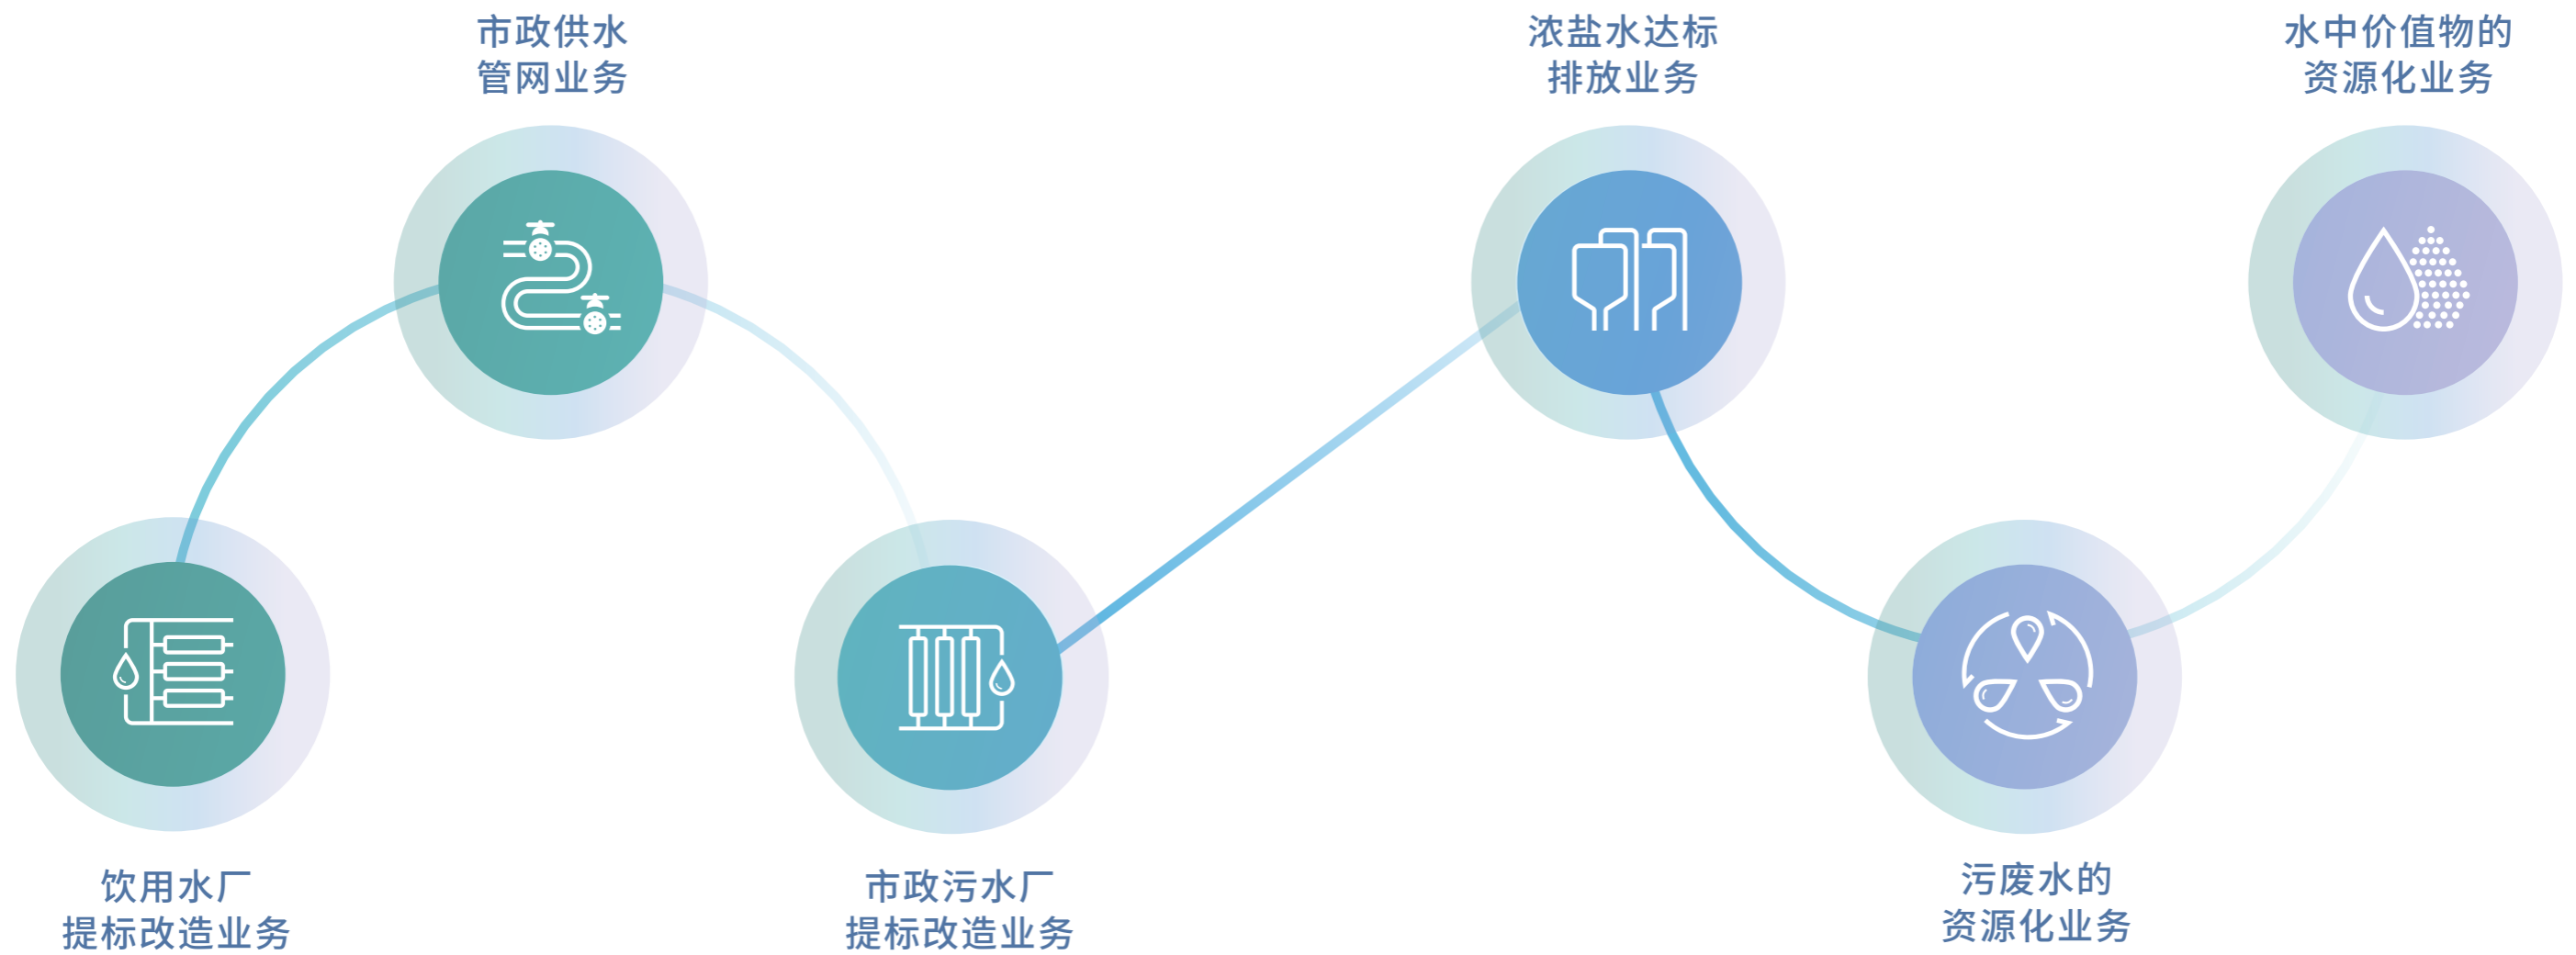 市政供水
管网业务
浓盐水达标
排放业务
水中价值物的
资源化业务
饮用水厂
提标改造业务
市政污水厂
提标改造业务
污废水的
资源化业务